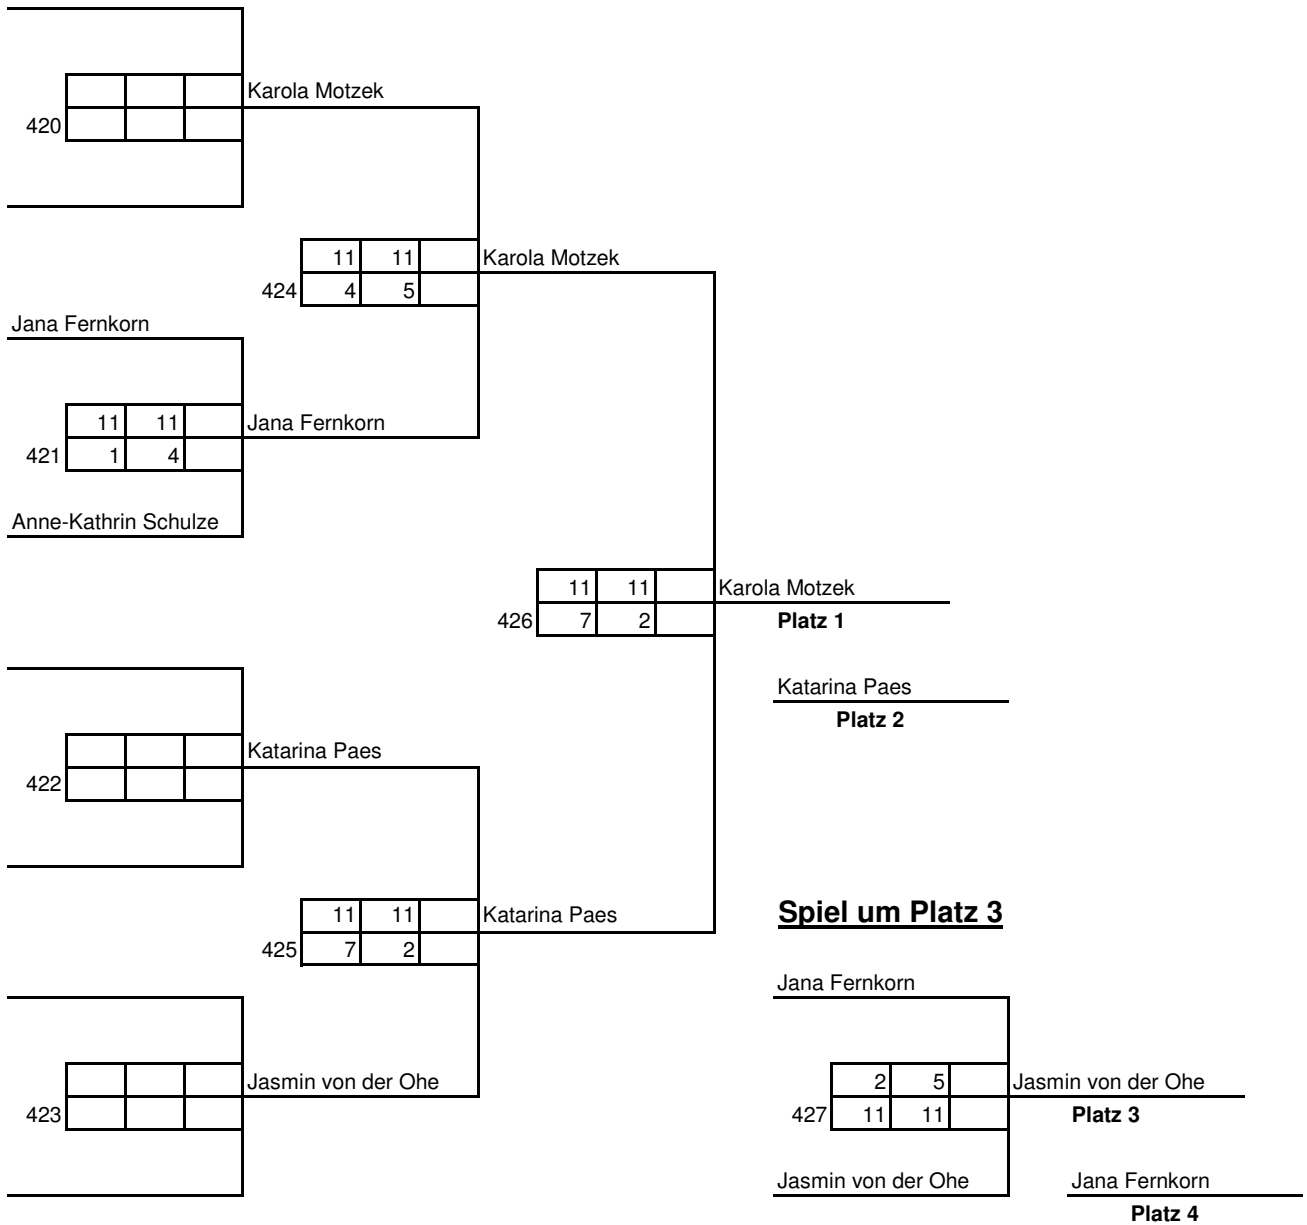 Karola Motzek
420
11 11 Karola Motzek
424 4 5
Jana Fernkorn
11 11 Jana Fernkorn
421 1 4
Anne-Kathrin Schulze
11 11 Karola Motzek
426 7 2 Platz 1
Katarina Paes
Platz 2
Katarina Paes
422
11 11 Katarina Paes
425 7 2
Spiel um Platz 3
Jana Fernkorn
Jasmin von der Ohe
423
2 5 Jasmin von der Ohe
427 11 11 Platz 3
Jasmin von der Ohe
Jana Fernkorn
Platz 4